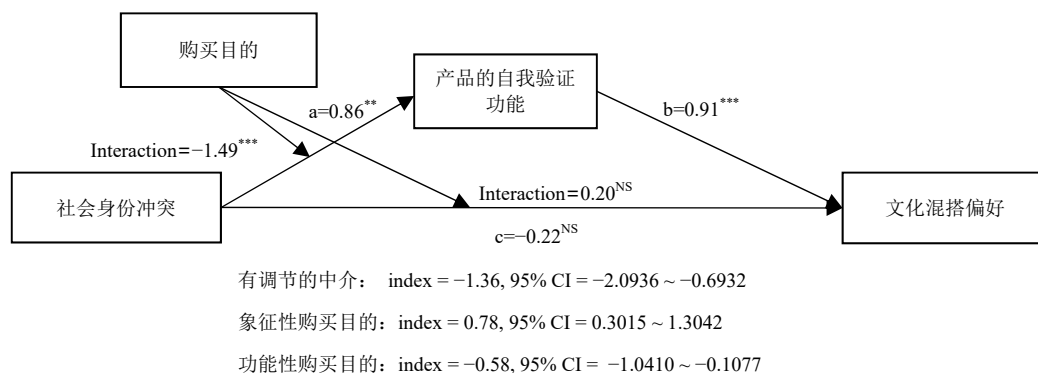 购买目的
产品的自我验证
功能
a=0.86**
b=0.91***
Interaction=−1.49***
社会身份冲突
Interaction=0.20NS
文化混搭偏好
c=−0.22NS
有调节的中介： index = −1.36, 95% CI = −2.0936 ~ −0.6932
象征性购买目的：index = 0.78, 95% CI = 0.3015 ~ 1.3042
功能性购买目的：index = −0.58, 95% CI = −1.0410 ~ −0.1077